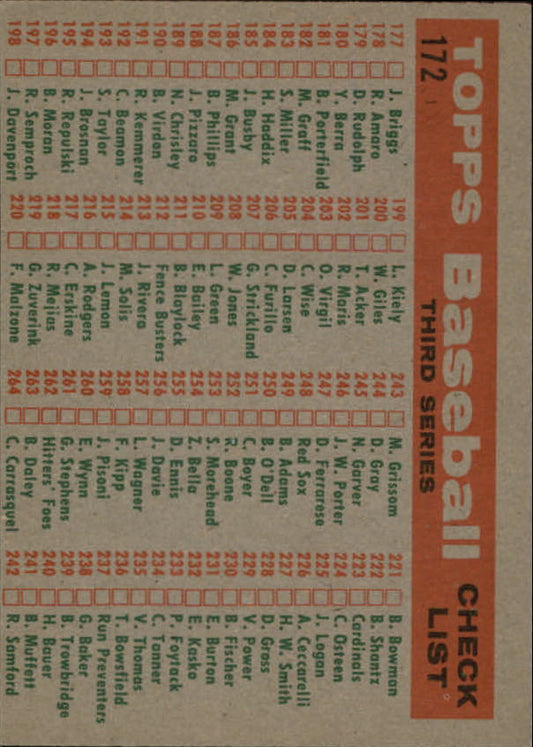 TOPPS Baseball CHECK LIST
172
THIRD SERIES
177 J. Briggs
178 R. Amaro
179 D. Rudolph
180 Y. Berra
181 B. Porterfield
182 M. Graff
183 S. Miller
184 H. Haddix
185 J. Busby
186 M. Grant
187 B. Phillips
188 J. Pizzaro
189 N. Chrisley
190 B. Virdon
191 R. Kemmerer
192 C. Beamon
193 S. Taylor
194 J. Brosnan
195 R. Repulski
196 B. Moran
197 R. Semproch
198 J. Davenport
199 L. Kiely
200 W. Giles
201 T. Acker
202 R. Maris
203 O. Virgil
204 C. Wise
205 D. Larsen
206 C. Furillo
207 G. Strickland
208 W. Jones
209 L. Green
210 E. Bailey
211 B. Blaylock
212 Fence Busters
213 J. Rivera
214 M. Solis
215 J. Lemon
216 A. Rodgers
217 C. Erskine
218 R. Mejias
219 G. Zuverink
220 F. Malzone
243 M. Grissom
244 D. Gray
245 N. Garver
246 J. W. Porter
247 D. Ferrarese
248 Red Sox
249 B. Adams
250 B. O'Dell
251 C. Boyer
252 R. Boone
253 S. Morehead
254 Z. Bella
255 D. Ennis
256 J. Davie
257 L. Wagner
258 F. Kipp
259 J. Pisoni
260 E. Wynn
261 G. Stephens
262 Hitters' Foes
263 B. Daley
264 C. Carrasquel
221 B. Bowman
222 B. Shantz
223 Cardinals
224 C. Osteen
225 J. Logan
226 A. Ceccarelli
227 H. W. Smith
228 D. Gross
229 V. Power
230 B. Fischer
231 E. Burton
232 E. Kasko
233 P. Foytack
234 C. Tanner
235 V. Thomas
236 T. Bowsfield
237 Run Preventers
238 G. Baker
239 B. Trowbridge
240 H. Bauer
241 B. Muffett
242 R. Samford